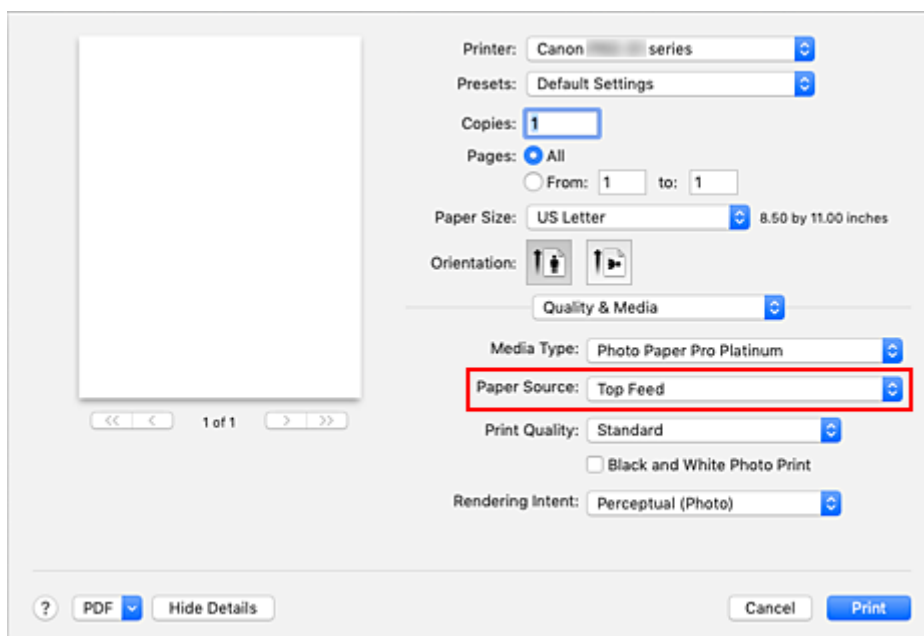 Printer: Canon series
Presets: Default Settings
Copies: 1
Pages: All
From: 1 to: 1
Paper Size: US Letter 8.50 by 11.00 inches
Orientation:
Quality & Media
Media Type: Photo Paper Pro Platinum
Paper Source: Top Feed
1 of 1
Print Quality: Standard
Black and White Photo Print
Rendering Intent: Perceptual (Photo)
? PDF Hide Details Cancel Print